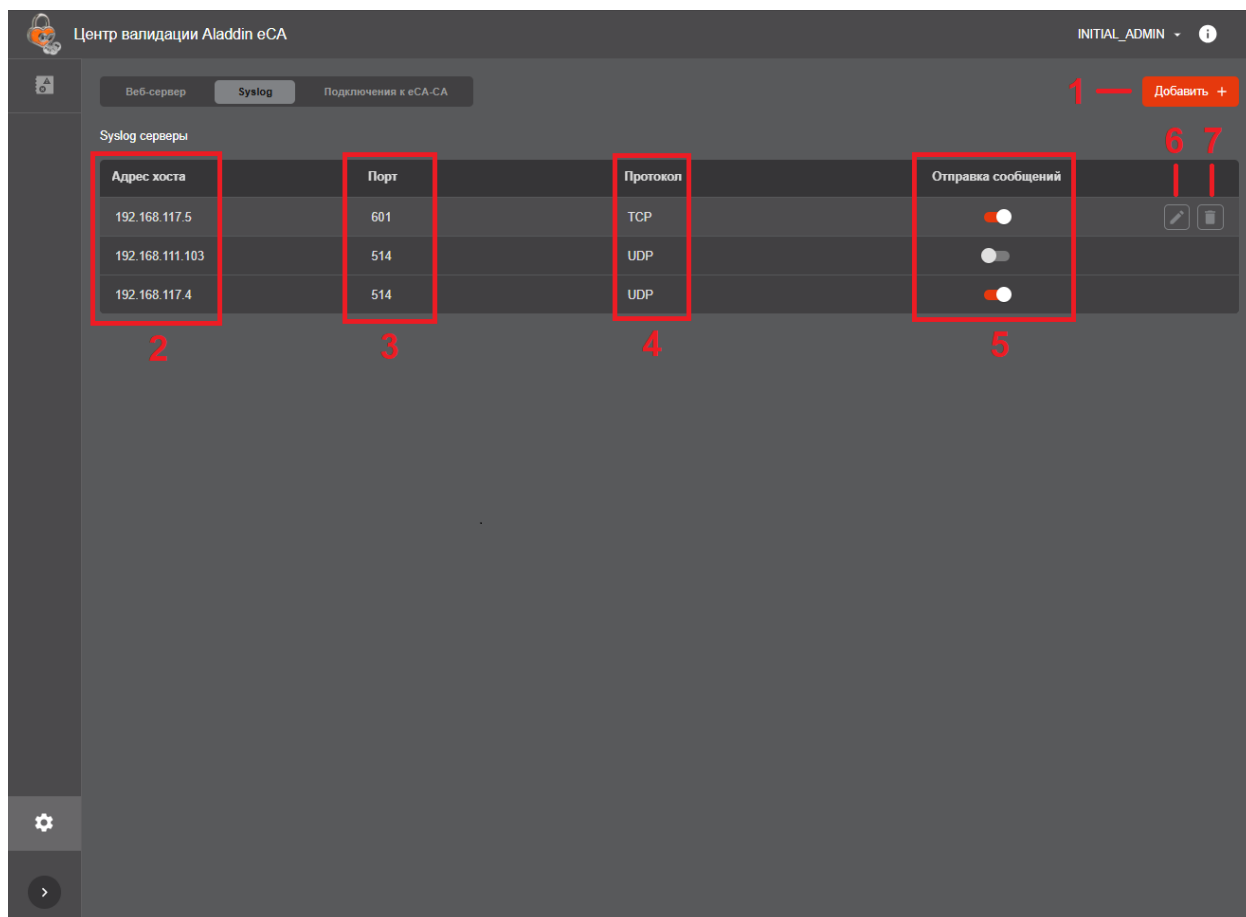 Центр валидации Aladdin eCA
INITIAL_ADMIN
Веб-сервер Syslog Подключения к eCA-CA
1 Добавить +
Syslog серверы
6 7
Адрес хоста Порт Протокол Отправка сообщений
192.168.117.5 601 TCP
192.168.111.103 514 UDP
192.168.117.4 514 UDP
2 3 4 5